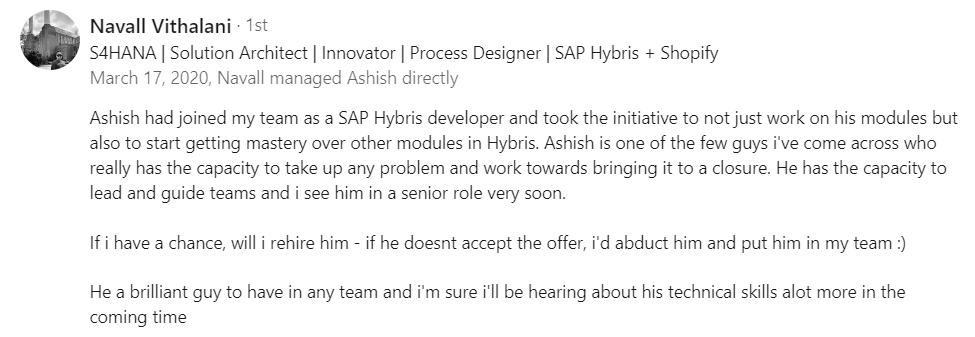 Navall Vithalani · 1st
S4HANA | Solution Architect | Innovator | Process Designer | SAP Hybris + Shopify
March 17, 2020, Navall managed Ashish directly
Ashish had joined my team as a SAP Hybris developer and took the initiative to not just work on his modules but
also to start getting mastery over other modules in Hybris. Ashish is one of the few guys i've come across who
really has the capacity to take up any problem and work towards bringing it to a closure. He has the capacity to
lead and guide teams and i see him in a senior role very soon.
If i have a chance, will i rehire him - if he doesnt accept the offer, i'd abduct him and put him in my team :)
He a brilliant guy to have in any team and i'm sure i'll be hearing about his technical skills alot more in the
coming time